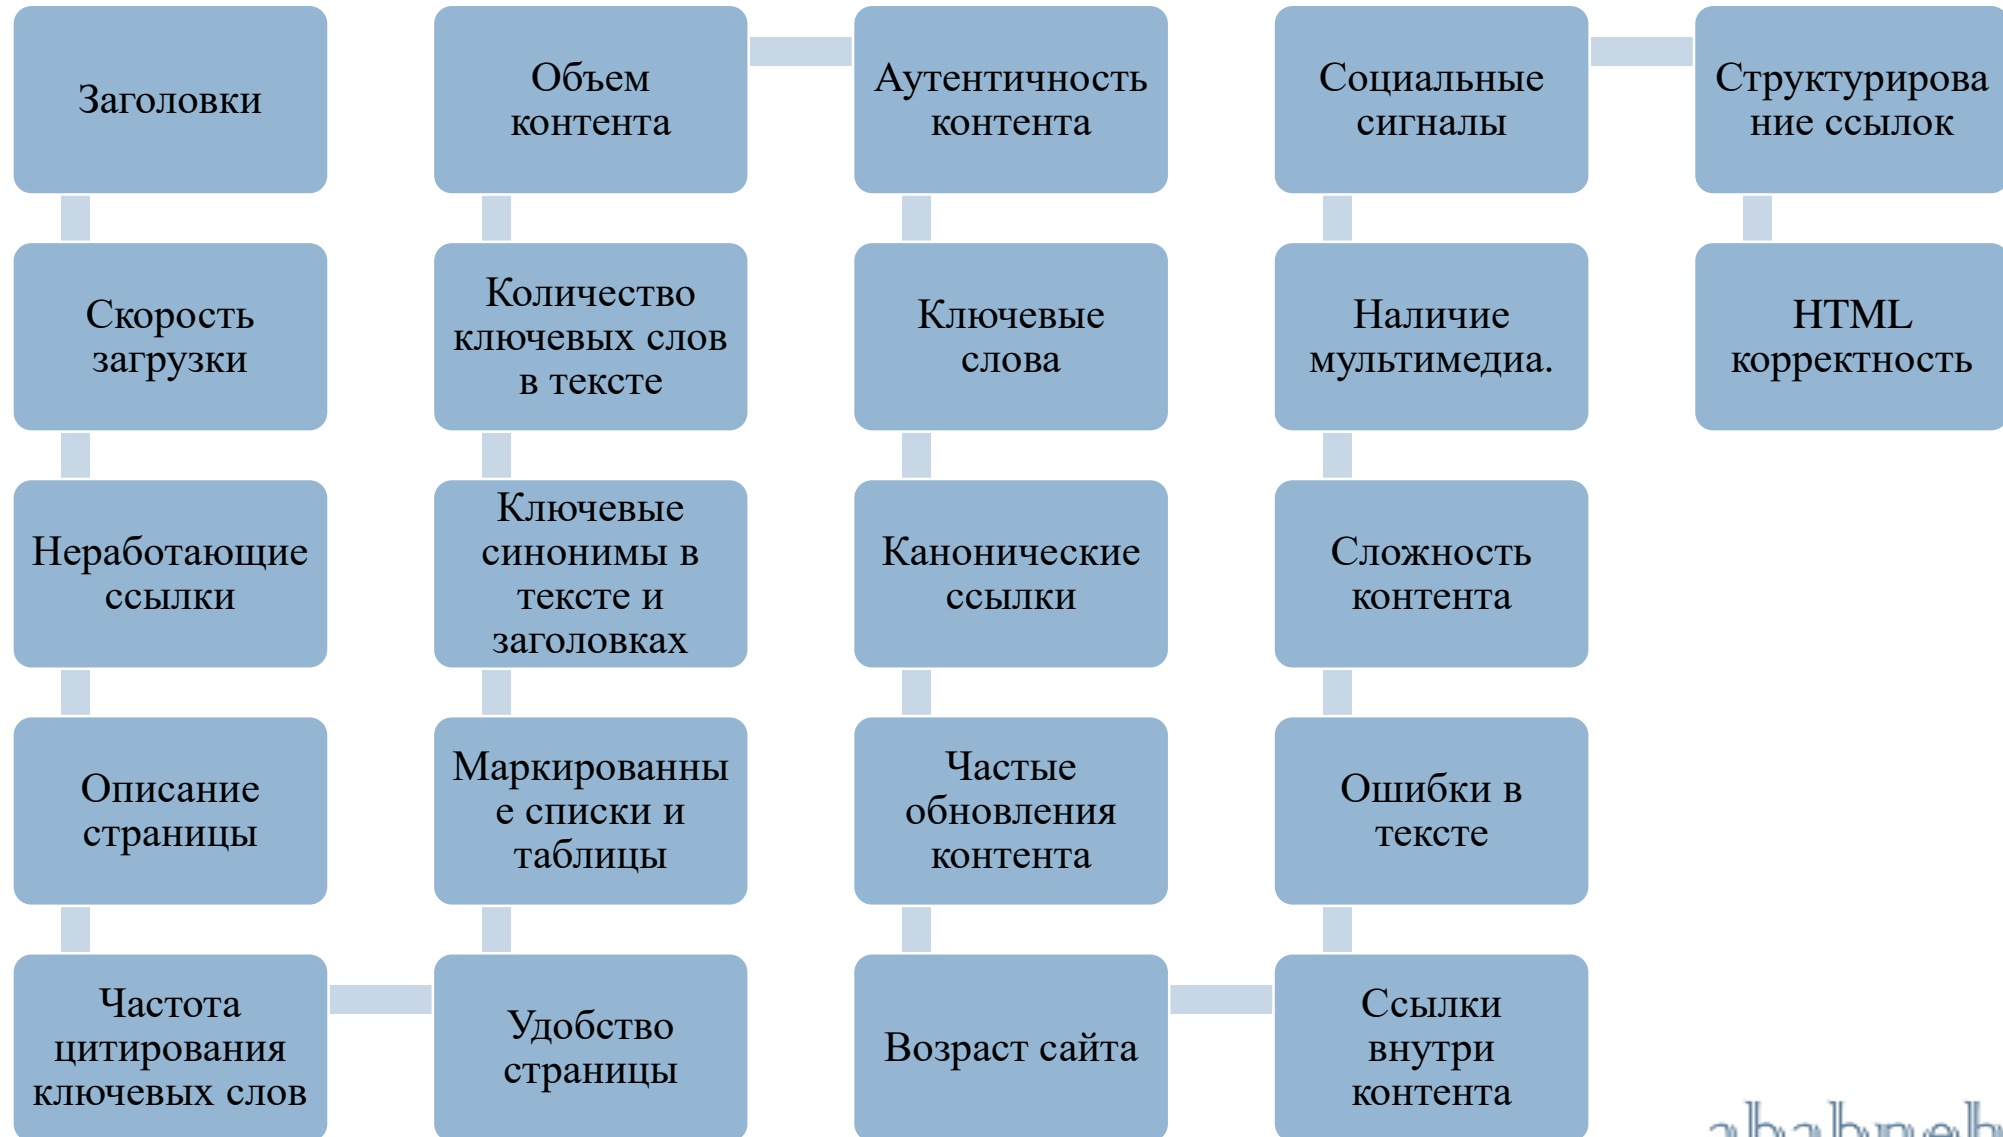 Заголовки
Скорость
загрузки
Неработающие
ссылки
Описание
страницы
Частота
цитирования
ключевых слов
Удобство
страницы
Маркированны
е списки и
таблицы
Ключевые
синонимы в
тексте и
заголовках
Количество
ключевых слов
в тексте
Объем
контента
Аутентичность
контента
Ключевые
слова
Канонические
ссылки
Частые
обновления
контента
Возраст сайта
Ссылки
внутри
контента
Ошибки в
тексте
Сложность
контента
Наличие
мультимедиа.
Социальные
сигналы
Структурирова
ние ссылок
HTML
корректность